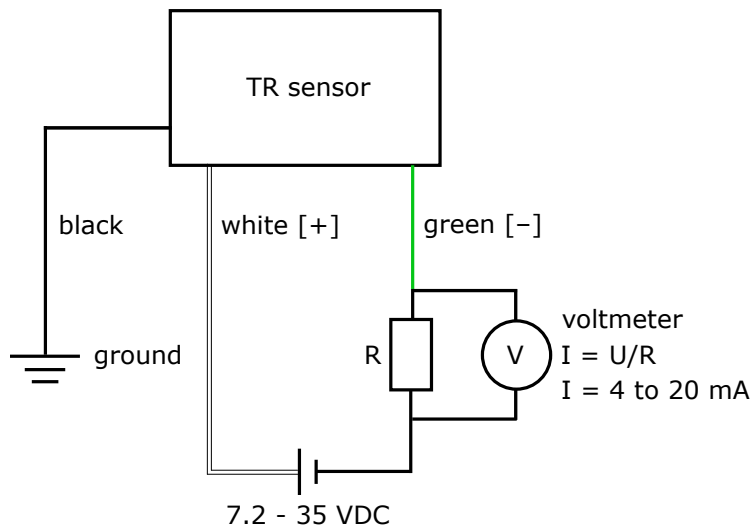 TR sensor
black
white [+]
green [–]
ground
R
V
voltmeter
I = U/R
I = 4 to 20 mA
7.2 - 35 VDC